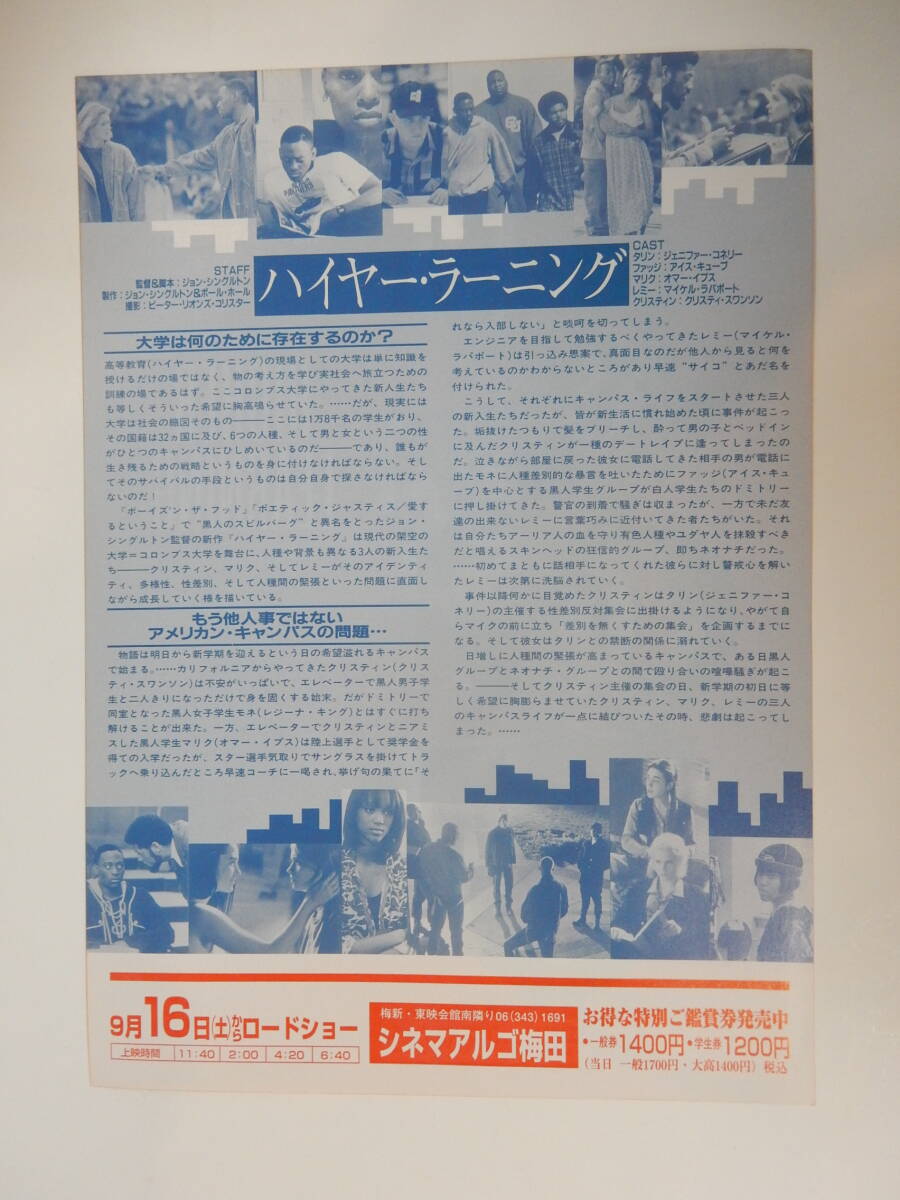 STAFF
監督&脚本：ジョン・シングルトン
製作：ジョン・シングルトン&ポール・ホール
撮影：ピーター・リオンズ・コリスター
ハイヤー・ラーニング
CAST
タリン：ジェニファー・コネリー
ファッジ：アイス・キューブ
マリク：オマー・イプス
レミー：マイケル・ラパポート
クリスティン：クリスティ・スワンソン
大学は何のために存在するのか？
高等教育(ハイヤー・ラーニング)の現場としての大学は単に知識を
授けるだけの場ではなく、物の考え方を学び実社会へ旅立つための
訓練の場であるはず。ここコロンブス大学にやってきた新入生たち
も等しくそういった希望に胸高鳴らせていた。……だが、現実には
大学は社会の縮図そのもの―――ここには1万8千名の学生がおり、
その国籍は32ヵ国に及び、6つの人種、そして男と女という二つの性
がひとつのキャンパスにひしめいているのだ―――であり、誰もが
生き残るための戦略というものを身に付けなければならない。そし
てそのサバイバルの手段というものは自分自身で探さなければなら
ないのだ！
『ボーイズ'ン・ザ・フッド』『ポエティック・ジャスティス／愛す
るということ』で“黒人のスピルバーグ”と異名をとったジョン・
シングルトン監督の新作『ハイヤー・ラーニング』は現代の架空の
大学＝コロンブス大学を舞台に、人種や背景も異なる3人の新入生た
ち―――クリスティン、マリク、そしてレミーがそのアイデンティ
ティ、多様性、性差別、そして人種間の緊張といった問題に直面し
ながら成長していく様を描いている。
もう他人事ではない
アメリカン・キャンパスの問題…
物語は明日から新学期を迎えるという日の希望溢れるキャンパス
で始まる。……カリフォルニアからやってきたクリスティン(クリス
ティ・スワンソン)は不安がいっぱいで、エレベーターで黒人男子学
生と二人きりになっただけで身を固くする始末。だがドミトリーで
同室となった黒人女子学生モネ(レジーナ・キング)とはすぐに打ち
解けることが出来た。一方、エレベーターでクリスティンとニアミ
スした黒人学生マリク(オマー・イプス)は陸上選手として奨学金を
得ての入学だったが、スター選手気取りでサングラスを掛けてトラ
ックへ乗り込んだところ早速コーチに一喝され、挙げ句の果てに「そ
れなら入部しない」と啖呵を切ってしまう。
エンジニアを目指して勉強するべくやってきたレミー(マイケル・
ラパポート)は引っ込み思案で、真面目なのだが他人から見ると何を
考えているのかわからないところがあり早速“サイコ”とあだ名を
付けられた。
こうして、それぞれにキャンパス・ライフをスタートさせた三人
の新入生たちだったが、皆が新生活に慣れ始めた頃に事件が起こっ
た。垢抜けたつもりで髪をブリーチし、酔って男の子とベッドイン
に及んだクリスティンが一種のデートレイプに逢ってしまったのだ
だ。泣きながら部屋に戻った彼女に電話してきた相手の男が電話に
出たモネに人種差別的な暴言を吐いたためにファッジ(アイス・キュ
ーブ)を中心とする黒人学生グループが白人学生たちのドミトリー
に押し掛けてきた。警官の到着で騒ぎは収まったが、一方で未だ友
達の出来ないレミーに言葉巧みに近付いてきた者たちがいた。それ
は自分たちアーリア人の血を守り有色人種やユダヤ人を抹殺すべき
だと唱えるスキンヘッドの狂信的グループ、即ちネオナチだった。
……初めてまともに話相手になってくれた彼らに対し警戒心を解い
たレミーは次第に洗脳されていく。
事件以降何かに目覚めたクリスティンはタリン(ジェニファー・コ
ネリー)の主催する性差別反対集会に出掛けるようになり、やがて自
らマイクの前に立ち「差別を無くすための集会」を企画するまでに
なる。そして彼女はタリンとの禁断の関係に溺れていく。
日増しに人種間の緊張が高まっているキャンパスで、ある日黒人
グループとネオナチ・グループとの間で殴り合いの喧嘩騒ぎが起こ
る。―――そしてクリスティン主催の集会の日、新学期の初日に等
しく希望に胸膨らませていたクリスティン、マリク、レミーの三人
のキャンパスライフが一点に結びついたその時、悲劇は起こってし
まった。……
9月16日(土)からロードショー
上映時間 11:40 2:00 4:20 6:40
梅新・東映会館南隣り06(343)1691
シネマアルゴ梅田
お得な特別ご鑑賞券発売中
•一般券1400円•学生券1200円
(当日 一般1700円・大高1400円) 税込